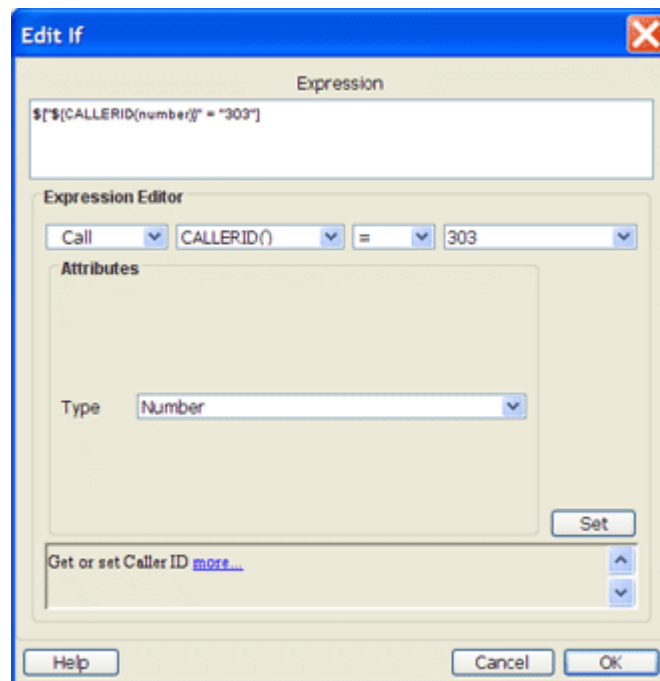 Edit If
Expression
$["${CALLERID(number)}" = "303"]
Expression Editor
Call CALLERID() = 303
Attributes
Type Number
Set
Get or set Caller ID more...
Help Cancel OK